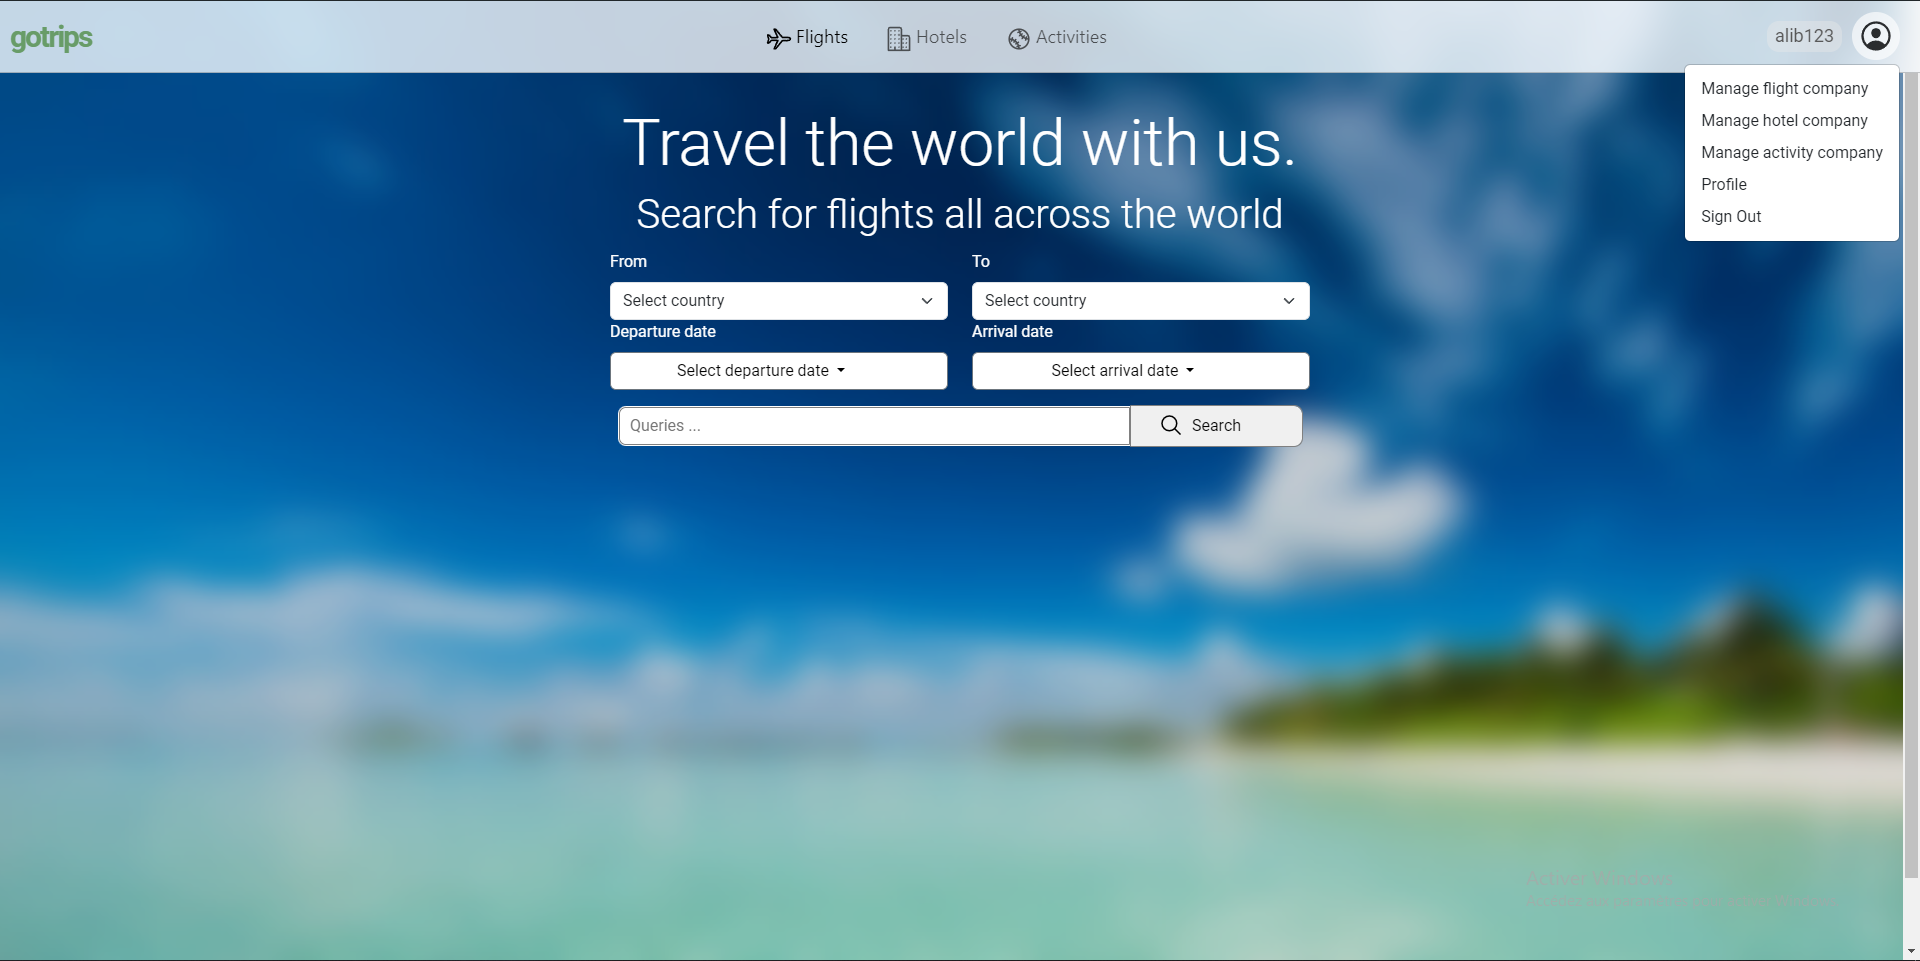 gotrips
Flights
Hotels
Activities
alib123
Manage flight company
Manage hotel company
Manage activity company
Profile
Sign Out
Travel the world with us.
Search for flights all across the world
From
To
Select country
Select country
Departure date
Arrival date
Select departure date
Select arrival date
Queries ...
Search
Activer Windows